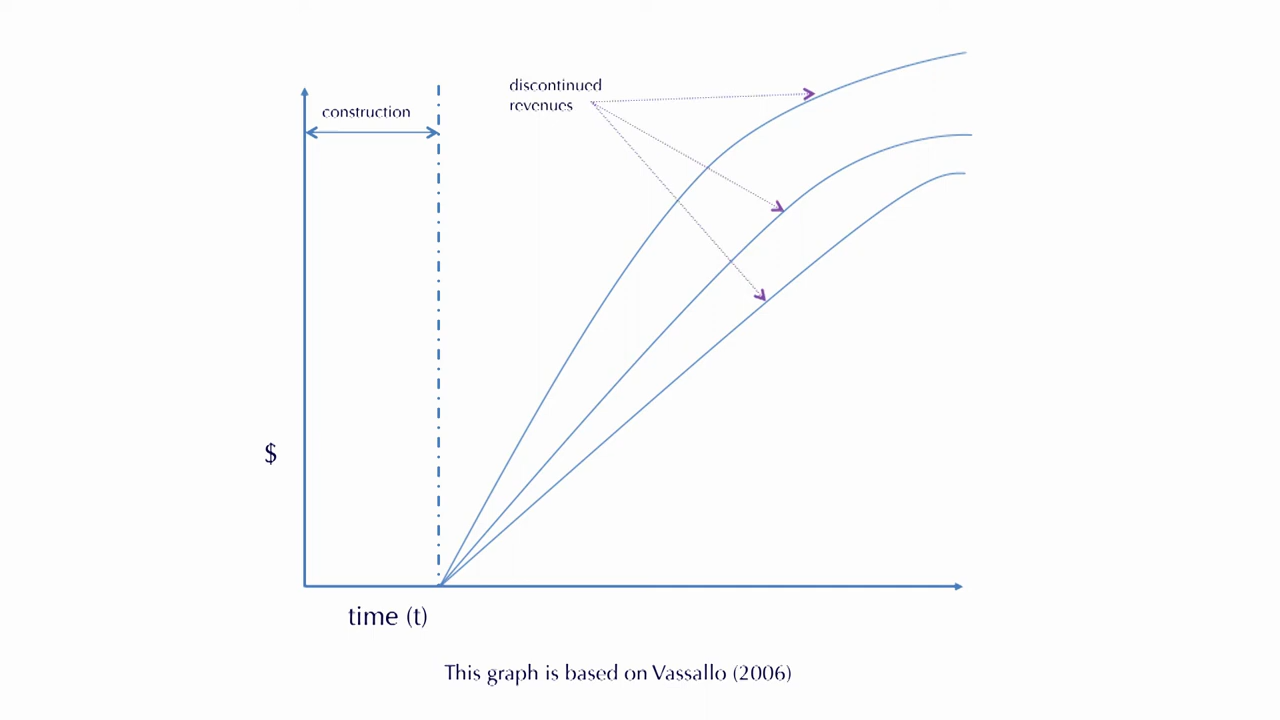 discontinued
revenues
construction
$
time (t)
This graph is based on Vassallo (2006)